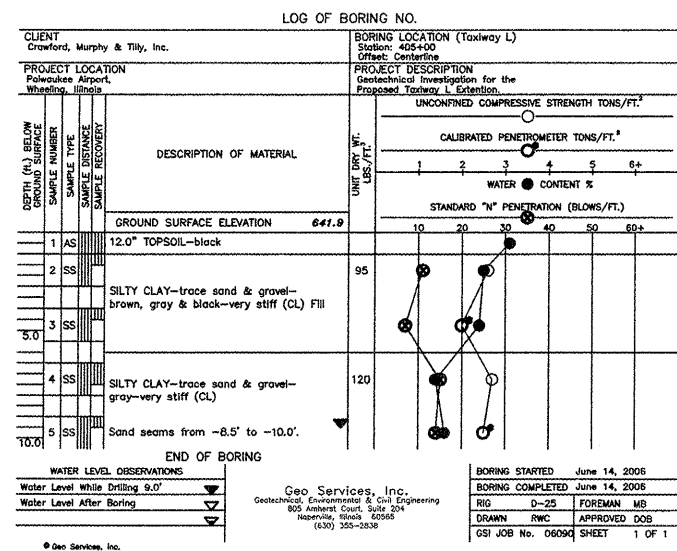 LOG OF BORING NO.
CLIENT
Crawford, Murphy & Tilly, Inc.
BORING LOCATION (Taxiway L)
Station: 405+00
Offset: Centerline
PROJECT LOCATION
Palwaukee Airport,
Wheeling, Illinois
PROJECT DESCRIPTION
Geotechnical Investigation for the
Proposed Taxiway L Extention.
DEPTH (ft.) BELOW
GROUND SURFACE
SAMPLE NUMBER
SAMPLE TYPE
SAMPLE DISTANCE
SAMPLE RECOVERY
DESCRIPTION OF MATERIAL
UNIT DRY WT.
LBS./FT.³
UNCONFINED COMPRESSIVE STRENGTH TONS/FT.²
CALIBRATED PENETROMETER TONS/FT.²
1 2 3 4 5 6+
WATER CONTENT %
STANDARD "N" PENETRATION (BLOWS/FT.)
10 20 30 40 50 60+
GROUND SURFACE ELEVATION 641.9
1 AS 12.0" TOPSOIL-black
2 SS 95
SILTY CLAY-trace sand & gravel-
brown, gray & black-very stiff (CL) Fill
3 SS
5.0
4 SS 120
SILTY CLAY-trace sand & gravel-
gray-very stiff (CL)
5 SS Sand seams from -8.5' to -10.0'.
10.0
END OF BORING
WATER LEVEL OBSERVATIONS
Water Level While Drilling 9.0'
Water Level After Boring
Geo Services, Inc.
Geotechnical, Environmental & Civil Engineering
805 Amherst Court, Suite 204
Naperville, Illinois 60565
(630) 355-2838
BORING STARTED June 14, 2006
BORING COMPLETED June 14, 2006
RIG D-25 FOREMAN MB
DRAWN RWC APPROVED DOB
GSI JOB No. 06090 SHEET 1 OF 1
© Geo Services, Inc.